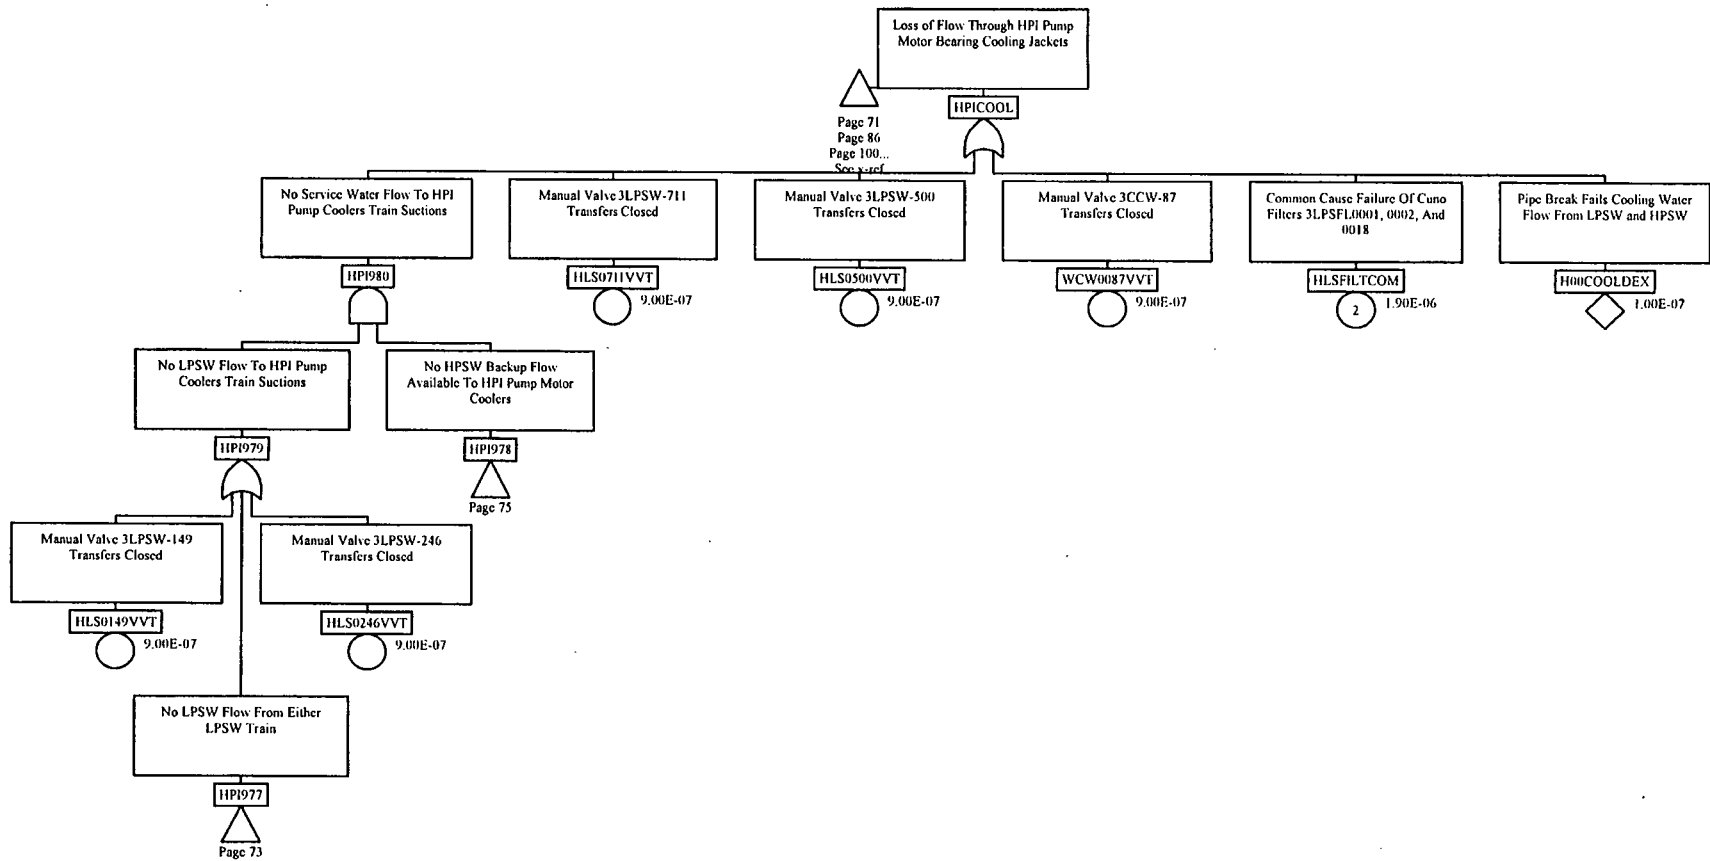 Loss of Flow Through HPI Pump
Motor Bearing Cooling Jackets
HPICOOL
Page 71
Page 86
Page 100...
See x-ref
No Service Water Flow To HPI
Pump Coolers Train Suctions
HPI980
Manual Valve 3LPSW-711
Transfers Closed
HLS0711VVT
9.00E-07
Manual Valve 3LPSW-500
Transfers Closed
HLS0500VVT
9.00E-07
Manual Valve 3CCW-87
Transfers Closed
WCW0087VVT
9.00E-07
Common Cause Failure Of Cuno
Filters 3LPSFL0001, 0002, And
0018
HLSFILTCOM
2
1.90E-06
Pipe Break Fails Cooling Water
Flow From LPSW and HPSW
H00COOLDEX
1.00E-07
No LPSW Flow To HPI Pump
Coolers Train Suctions
HPI979
No HPSW Backup Flow
Available To HPI Pump Motor
Coolers
HPI978
Page 75
Manual Valve 3LPSW-149
Transfers Closed
HLS0149VVT
9.00E-07
Manual Valve 3LPSW-246
Transfers Closed
HLS0246VVT
9.00E-07
No LPSW Flow From Either
LPSW Train
HPI977
Page 73